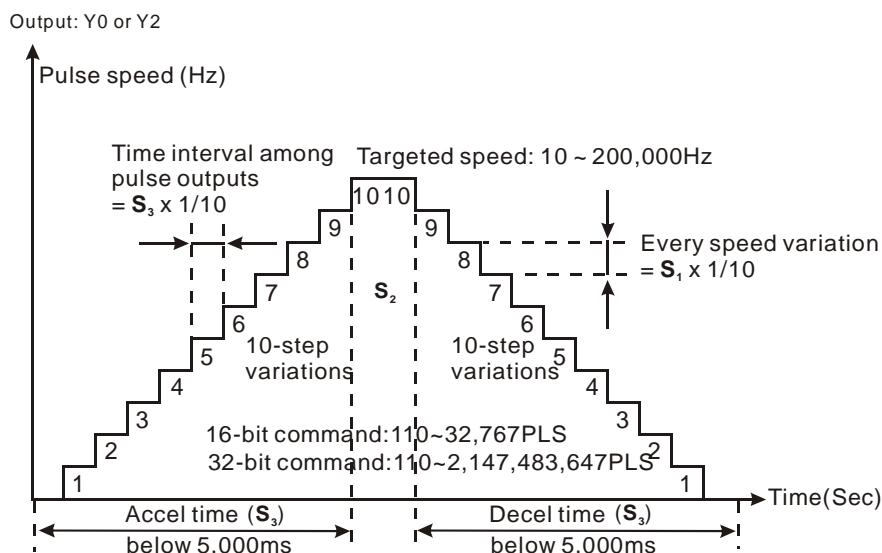 Output: Y0 or Y2
Pulse speed (Hz)
Time interval among
pulse outputs
= S₃ x 1/10
Targeted speed: 10 ~ 200,000Hz
10 10
9 9
8 8
7 7
6 6
5 5
4 4
3 3
2 2
1 1
Every speed variation
= S₁ x 1/10
S₂
10-step
variations
10-step
variations
16-bit command:110~32,767PLS
32-bit command:110~2,147,483,647PLS
Time(Sec)
Accel time (S₃)
below 5,000ms
Decel time (S₃)
below 5,000ms